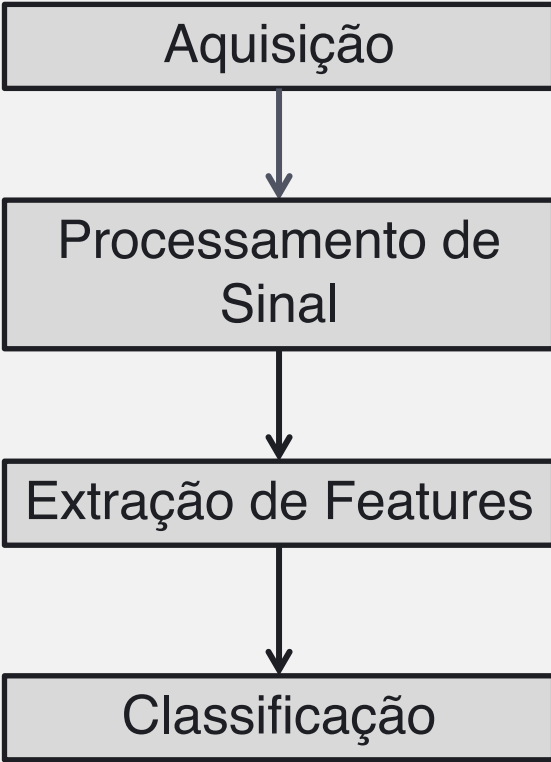 Aquisição
Processamento de
Sinal
Extração de Features
Classificação